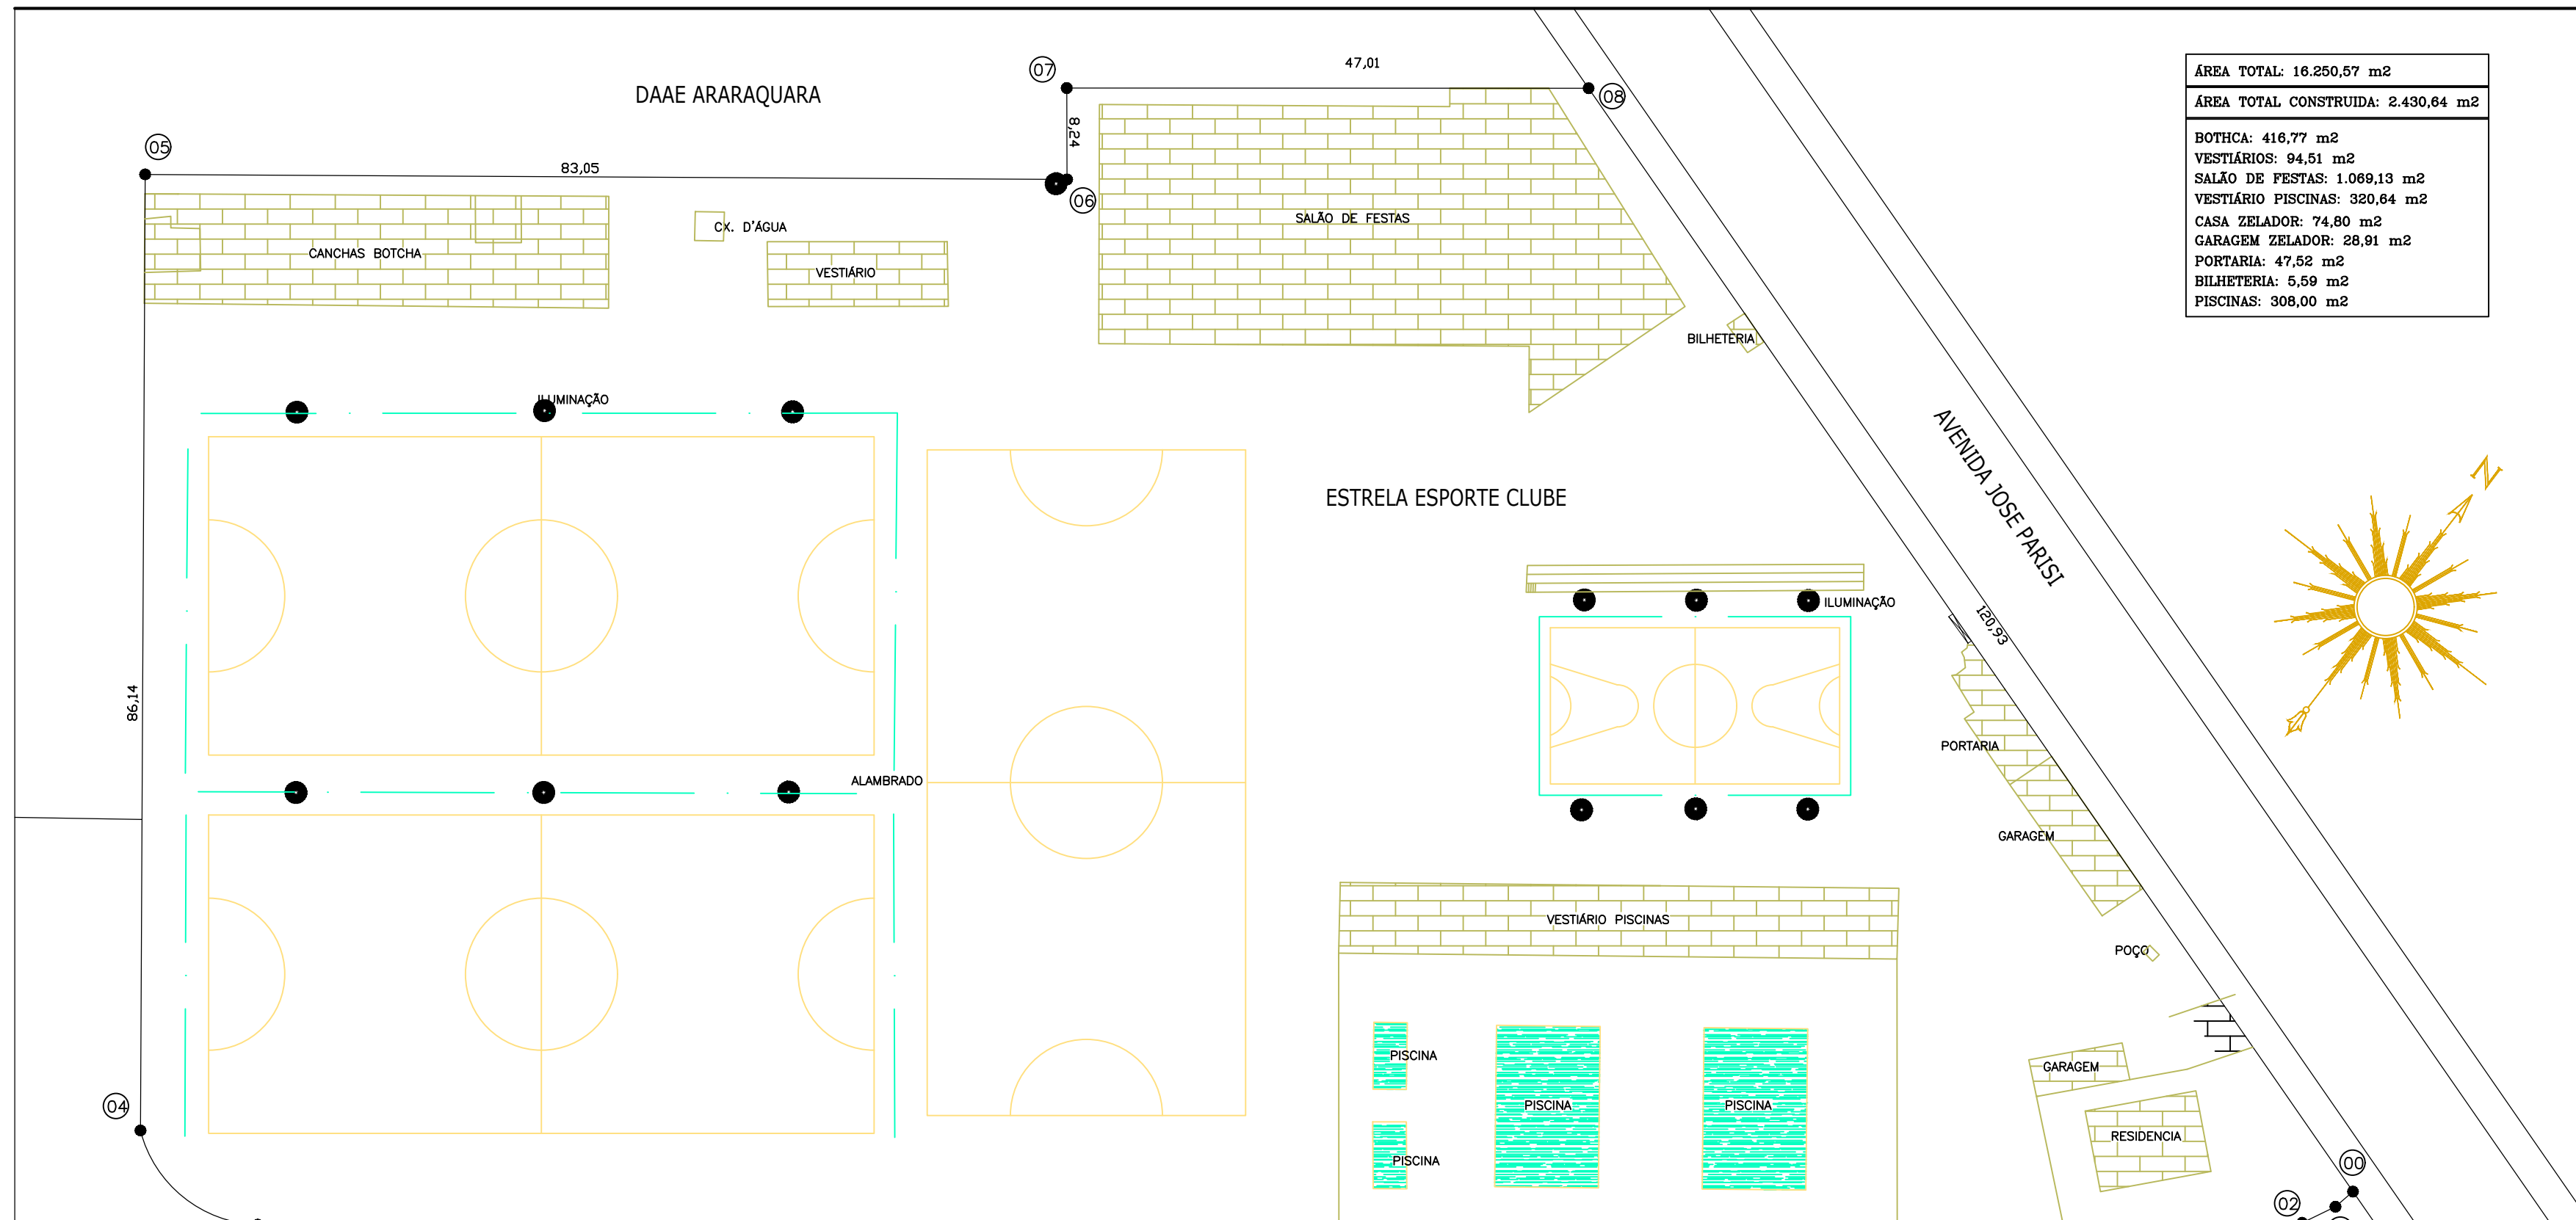 07
47,01
08
DAAE ARARAQUARA
8,24
05
83,05
06
ÁREA TOTAL: 16.250,57 m2
ÁREA TOTAL CONSTRUIDA: 2.430,64 m2
BOTHCA: 416,77 m2
VESTIÁRIOS: 94,51 m2
SALÃO DE FESTAS: 1.069,13 m2
VESTIÁRIO PISCINAS: 320,64 m2
CASA ZELADOR: 74,80 m2
GARAGEM ZELADOR: 28,91 m2
PORTARIA: 47,52 m2
BILHETERIA: 5,59 m2
PISCINAS: 308,00 m2
CANCHAS BOTCHA
CX. D'ÁGUA
VESTIÁRIO
SALÃO DE FESTAS
BILHETERIA
ILUMINAÇÃO
ESTRELA ESPORTE CLUBE
AVENIDA JOSE PARISI
N
ILUMINAÇÃO
120,93
86,14
ALAMBRADO
PORTARIA
GARAGEM
VESTIÁRIO PISCINAS
POÇO
PISCINA
PISCINA
PISCINA
PISCINA
GARAGEM
RESIDENCIA
04
00
02